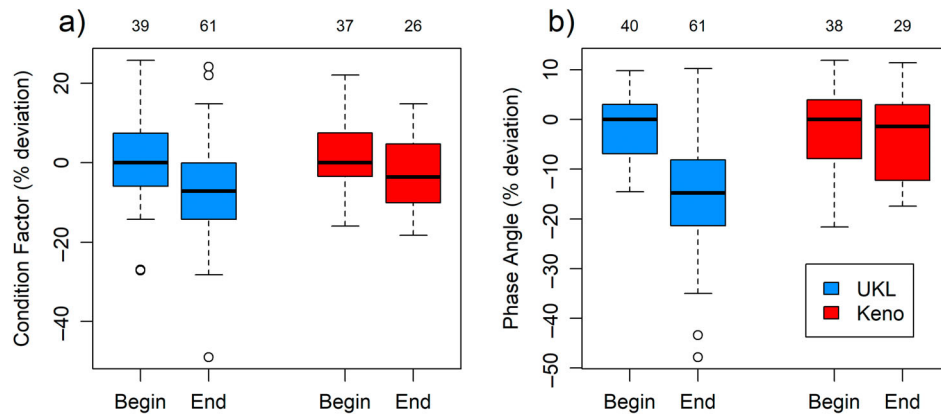 a)
39 61 37 26
Condition Factor (% deviation)
20
0
−20
−40
Begin End Begin End
b)
40 61 38 29
Phase Angle (% deviation)
10
0
−10
−20
−30
−40
−50
UKL
Keno
Begin End Begin End